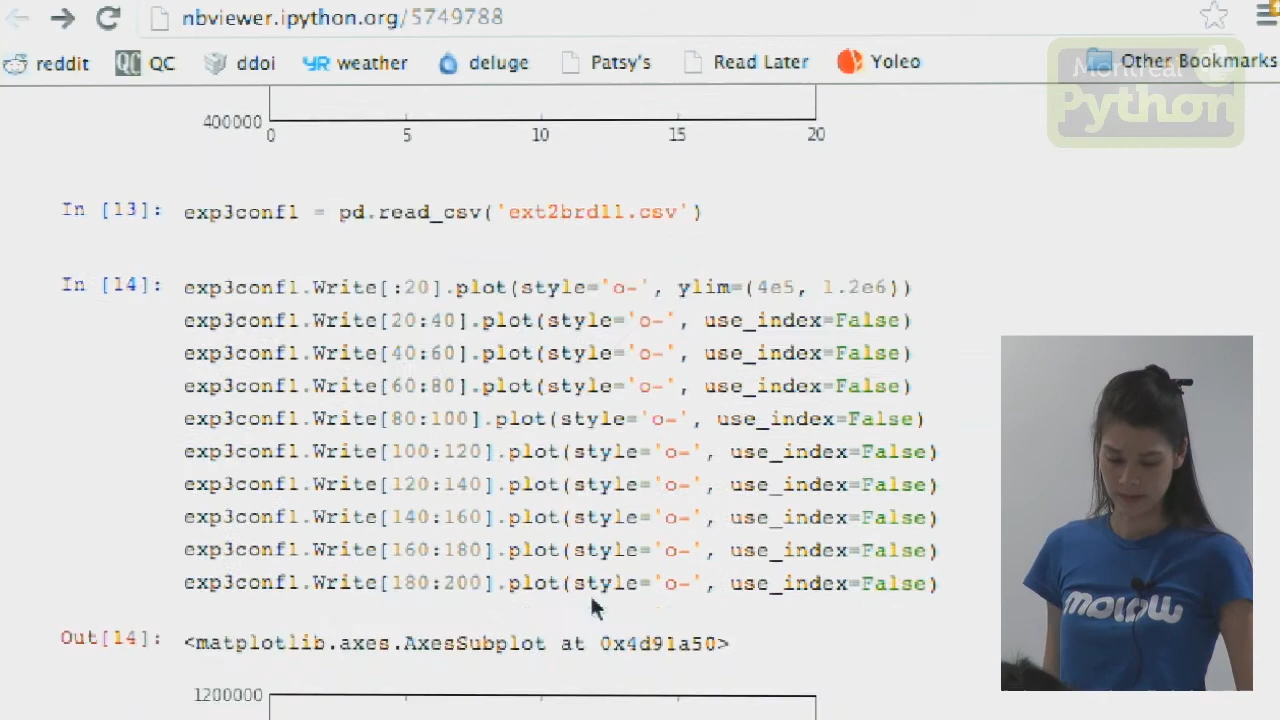 nbviewer.ipython.org/5749788
reddit QC QC ddoi YR weather deluge Patsy's Read Later Yoleo Other Bookmarks
Montréal
Python
400000
0 5 10 15 20
In [13]: exp3conf1 = pd.read_csv('ext2brdll.csv')
In [14]: exp3conf1.Write[:20].plot(style='o-', ylim=(4e5, 1.2e6))
exp3conf1.Write[20:40].plot(style='o-', use_index=False)
exp3conf1.Write[40:60].plot(style='o-', use_index=False)
exp3conf1.Write[60:80].plot(style='o-', use_index=False)
exp3conf1.Write[80:100].plot(style='o-', use_index=False)
exp3conf1.Write[100:120].plot(style='o-', use_index=False)
exp3conf1.Write[120:140].plot(style='o-', use_index=False)
exp3conf1.Write[140:160].plot(style='o-', use_index=False)
exp3conf1.Write[160:180].plot(style='o-', use_index=False)
exp3conf1.Write[180:200].plot(style='o-', use_index=False)
Out[14]: <matplotlib.axes.AxesSubplot at 0x4d91a50>
1200000